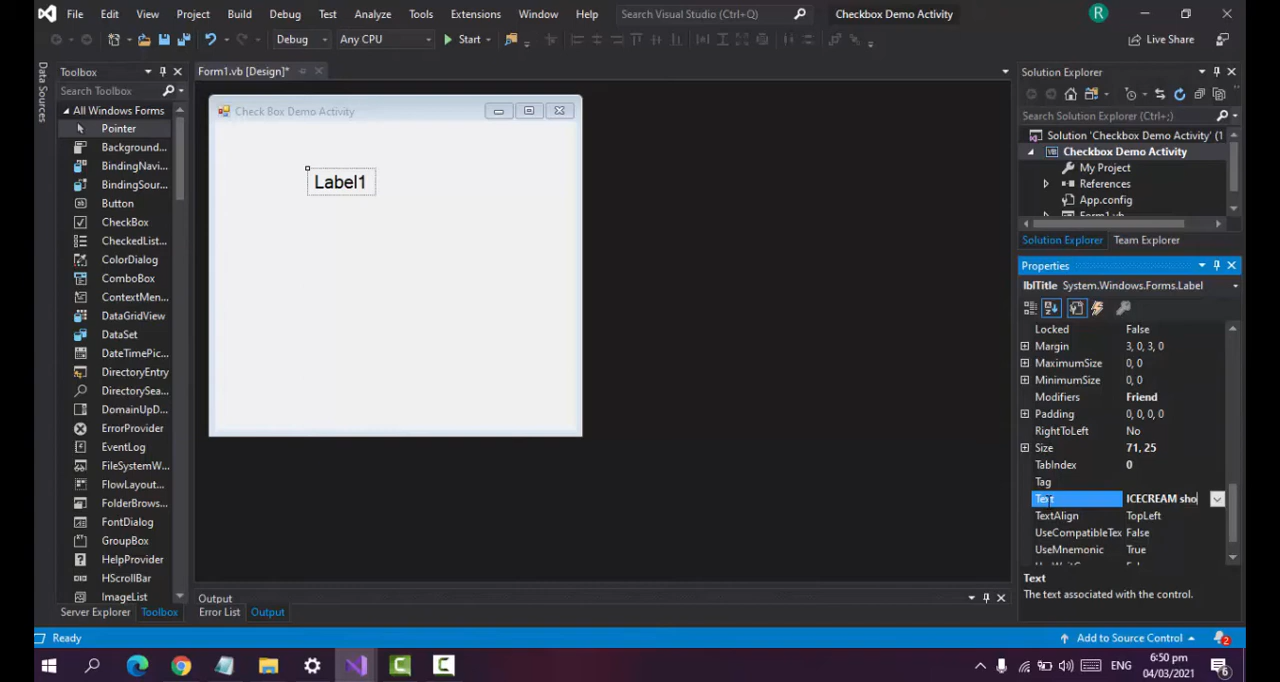 File Edit View Project Build Debug Test Analyze Tools Extensions Window Help Search Visual Studio (Ctrl+Q) Checkbox Demo Activity R
Debug Any CPU Start Live Share
Data Sources
Toolbox
Search Toolbox
All Windows Forms
Pointer
Background...
BindingNavi...
BindingSour...
Button
CheckBox
CheckedList...
ColorDialog
ComboBox
ContextMen...
DataGridView
DataSet
DateTimePic...
DirectoryEntry
DirectorySea...
DomainUpD...
ErrorProvider
EventLog
FileSystemW...
FlowLayout...
FolderBrows...
FontDialog
GroupBox
HelpProvider
HScrollBar
ImageList
Server Explorer Toolbox
Form1.vb [Design]*
Check Box Demo Activity
Label1
Output
Error List Output
Solution Explorer
Search Solution Explorer (Ctrl+;)
Solution 'Checkbox Demo Activity' (1
Checkbox Demo Activity
My Project
References
App.config
Form1.vb
Solution Explorer Team Explorer
Properties
lblTitle System.Windows.Forms.Label
Locked False
Margin 3, 0, 3, 0
MaximumSize 0, 0
MinimumSize 0, 0
Modifiers Friend
Padding 0, 0, 0, 0
RightToLeft No
Size 71, 25
TabIndex 0
Tag
Text ICECREAM sho
TextAlign TopLeft
UseCompatibleTex False
UseMnemonic True
Text
The text associated with the control.
Ready Add to Source Control 2
ENG 6:50 pm
04/03/2021 6